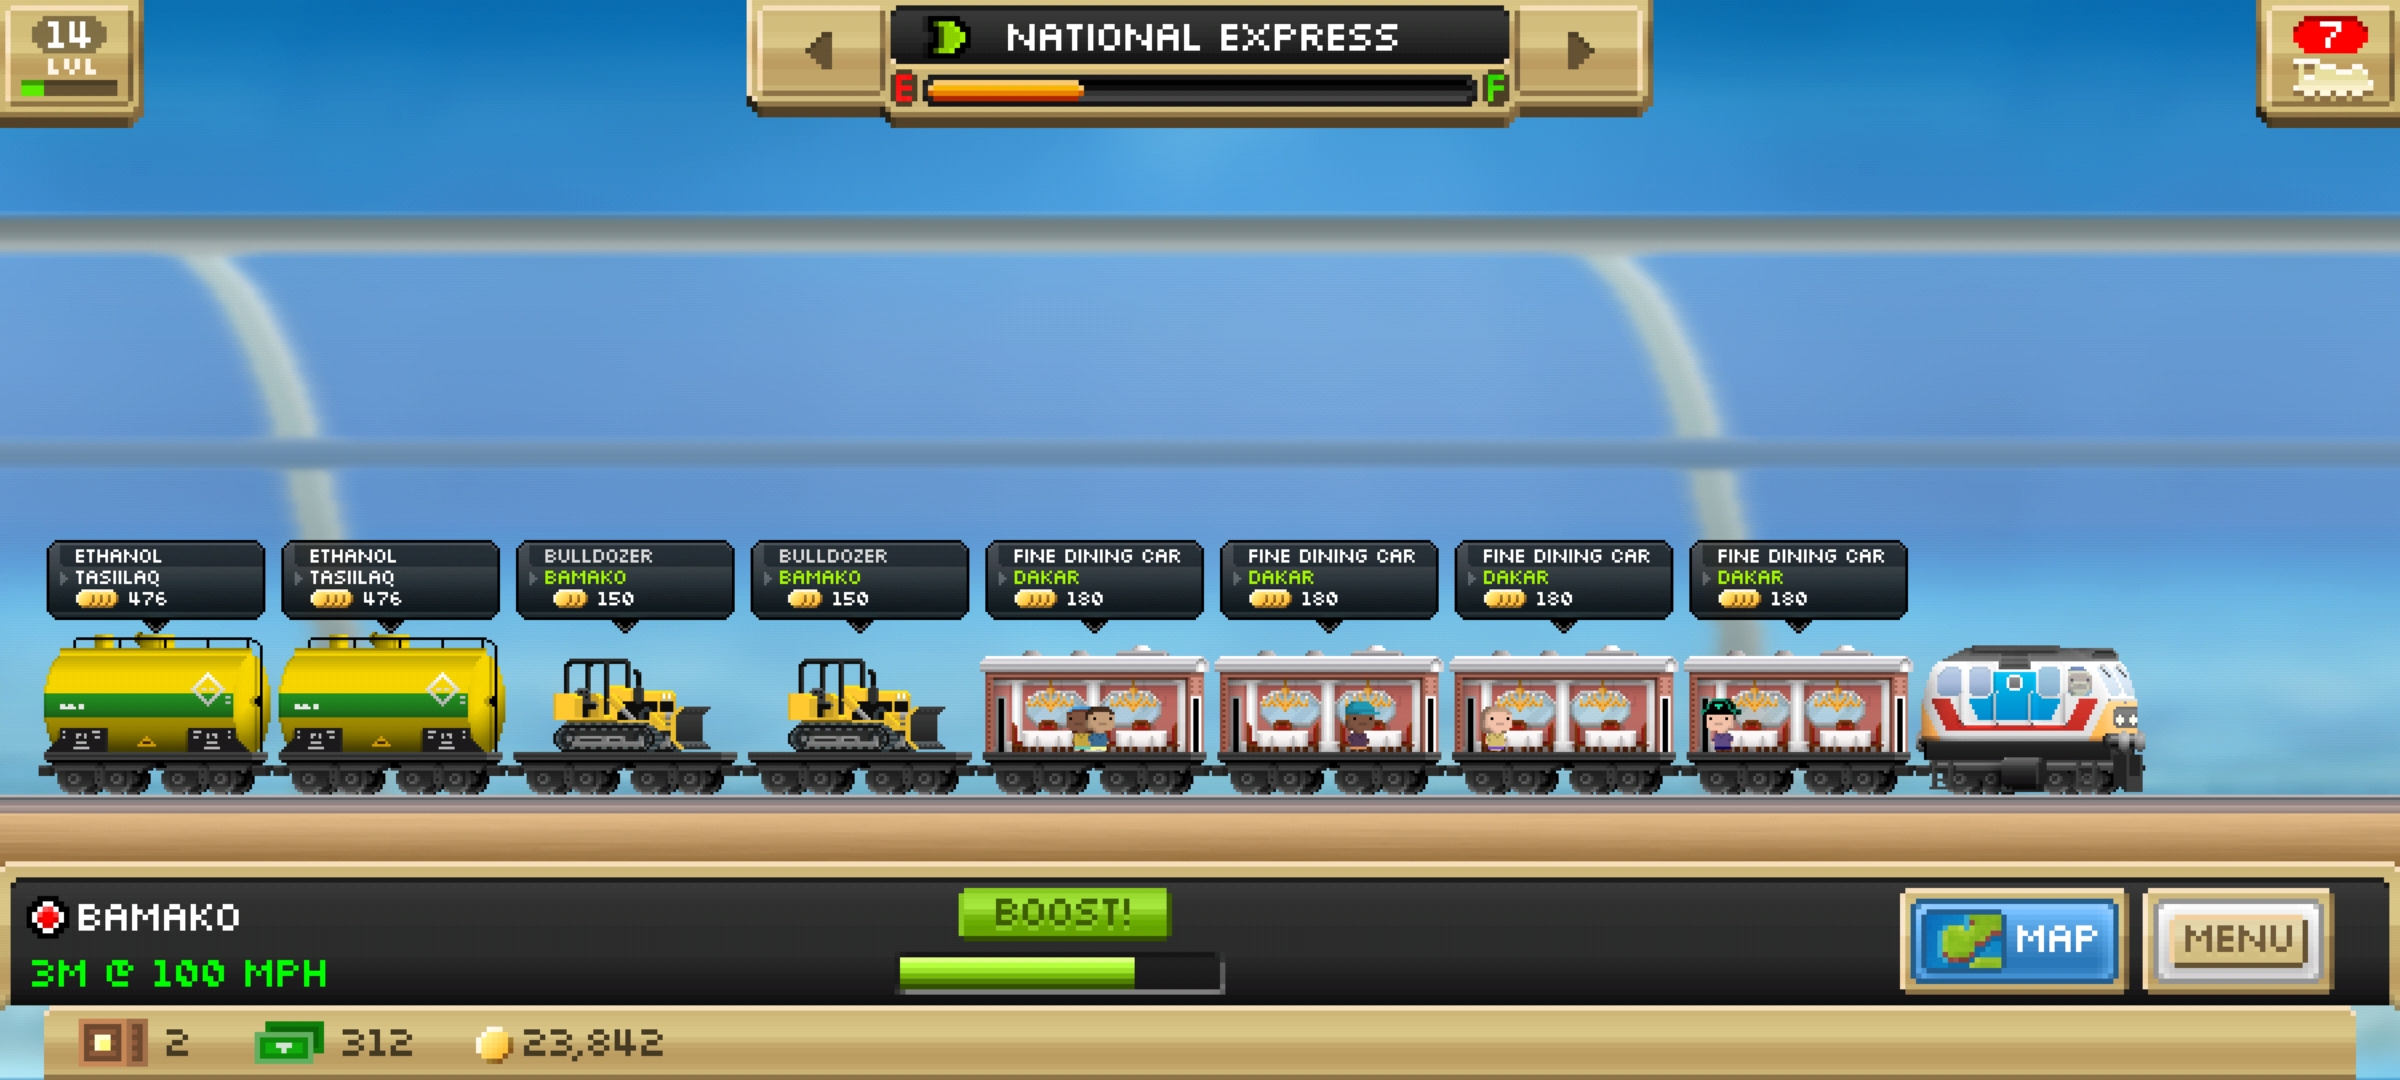 14
LVL
NATIONAL EXPRESS
E F
7
ETHANOL
TASIILAQ
476
ETHANOL
TASIILAQ
476
BULLDOZER
BAMAKO
150
BULLDOZER
BAMAKO
150
FINE DINING CAR
DAKAR
180
FINE DINING CAR
DAKAR
180
FINE DINING CAR
DAKAR
180
FINE DINING CAR
DAKAR
180
BAMAKO
3M @ 100 MPH
BOOST!
MAP
MENU
2
312
23,842